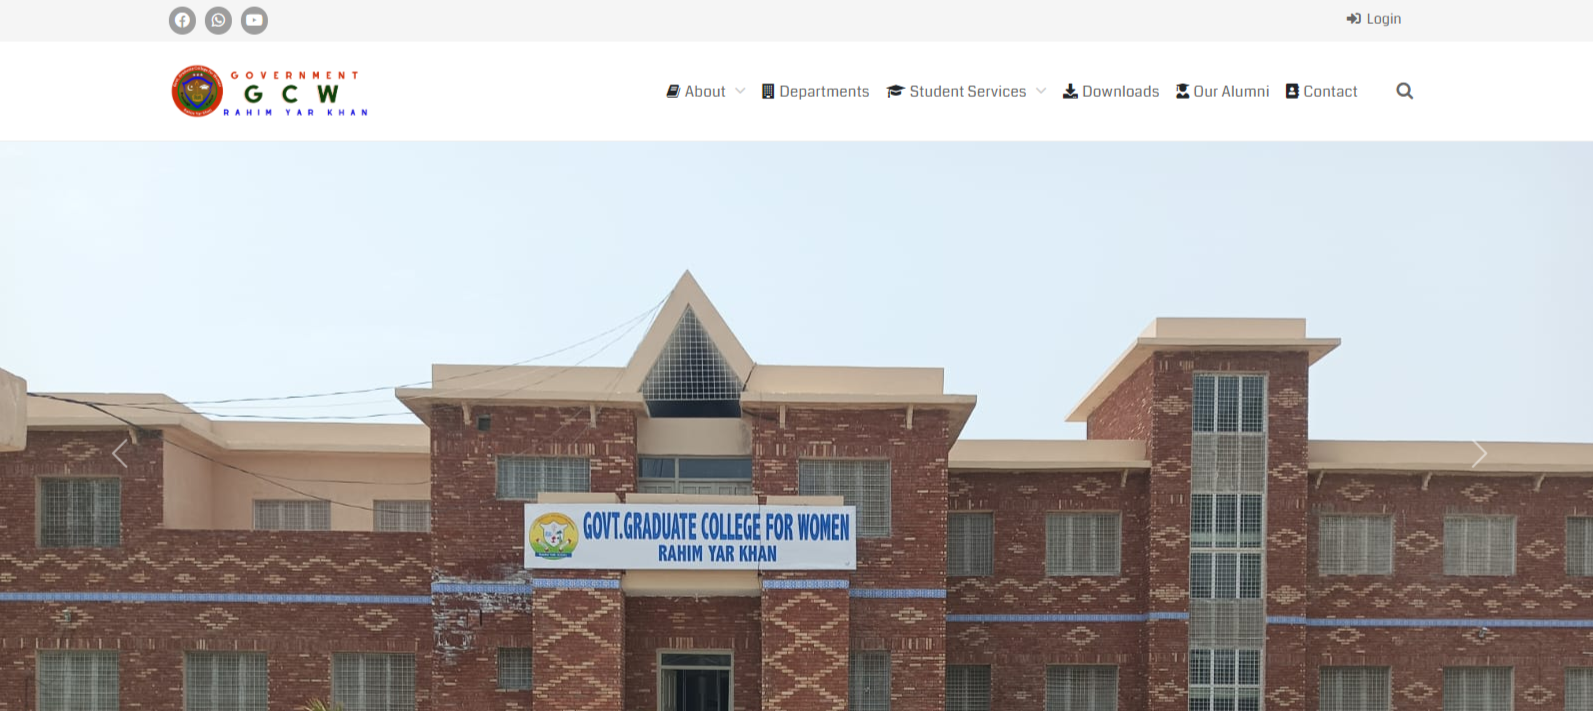 Login
GOVERNMENT
GCW
RAHIM YAR KHAN
About Departments Student Services Downloads Our Alumni Contact
GOVT.GRADUATE COLLEGE FOR WOMEN
RAHIM YAR KHAN